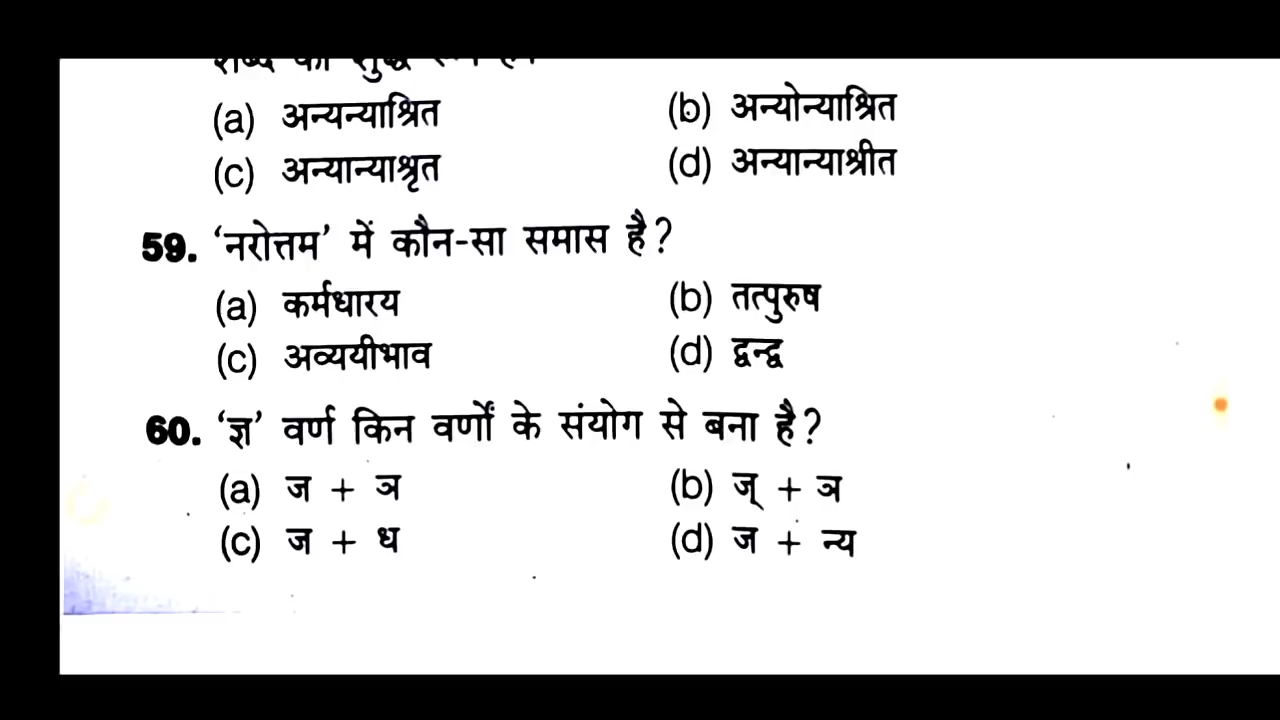 शब्द का शुद्ध रूप है।
(a) अन्यन्याश्रित (b) अन्योन्याश्रित
(c) अन्यान्याश्रृत (d) अन्यान्याश्रीत
59. ‘नरोत्तम’ में कौन-सा समास है?
(a) कर्मधारय (b) तत्पुरुष
(c) अव्ययीभाव (d) द्वन्द्व
60. ‘ज्ञ’ वर्ण किन वर्णों के संयोग से बना है?
(a) ज + ञ (b) ज् + ञ
(c) ज + ध (d) ज + न्य